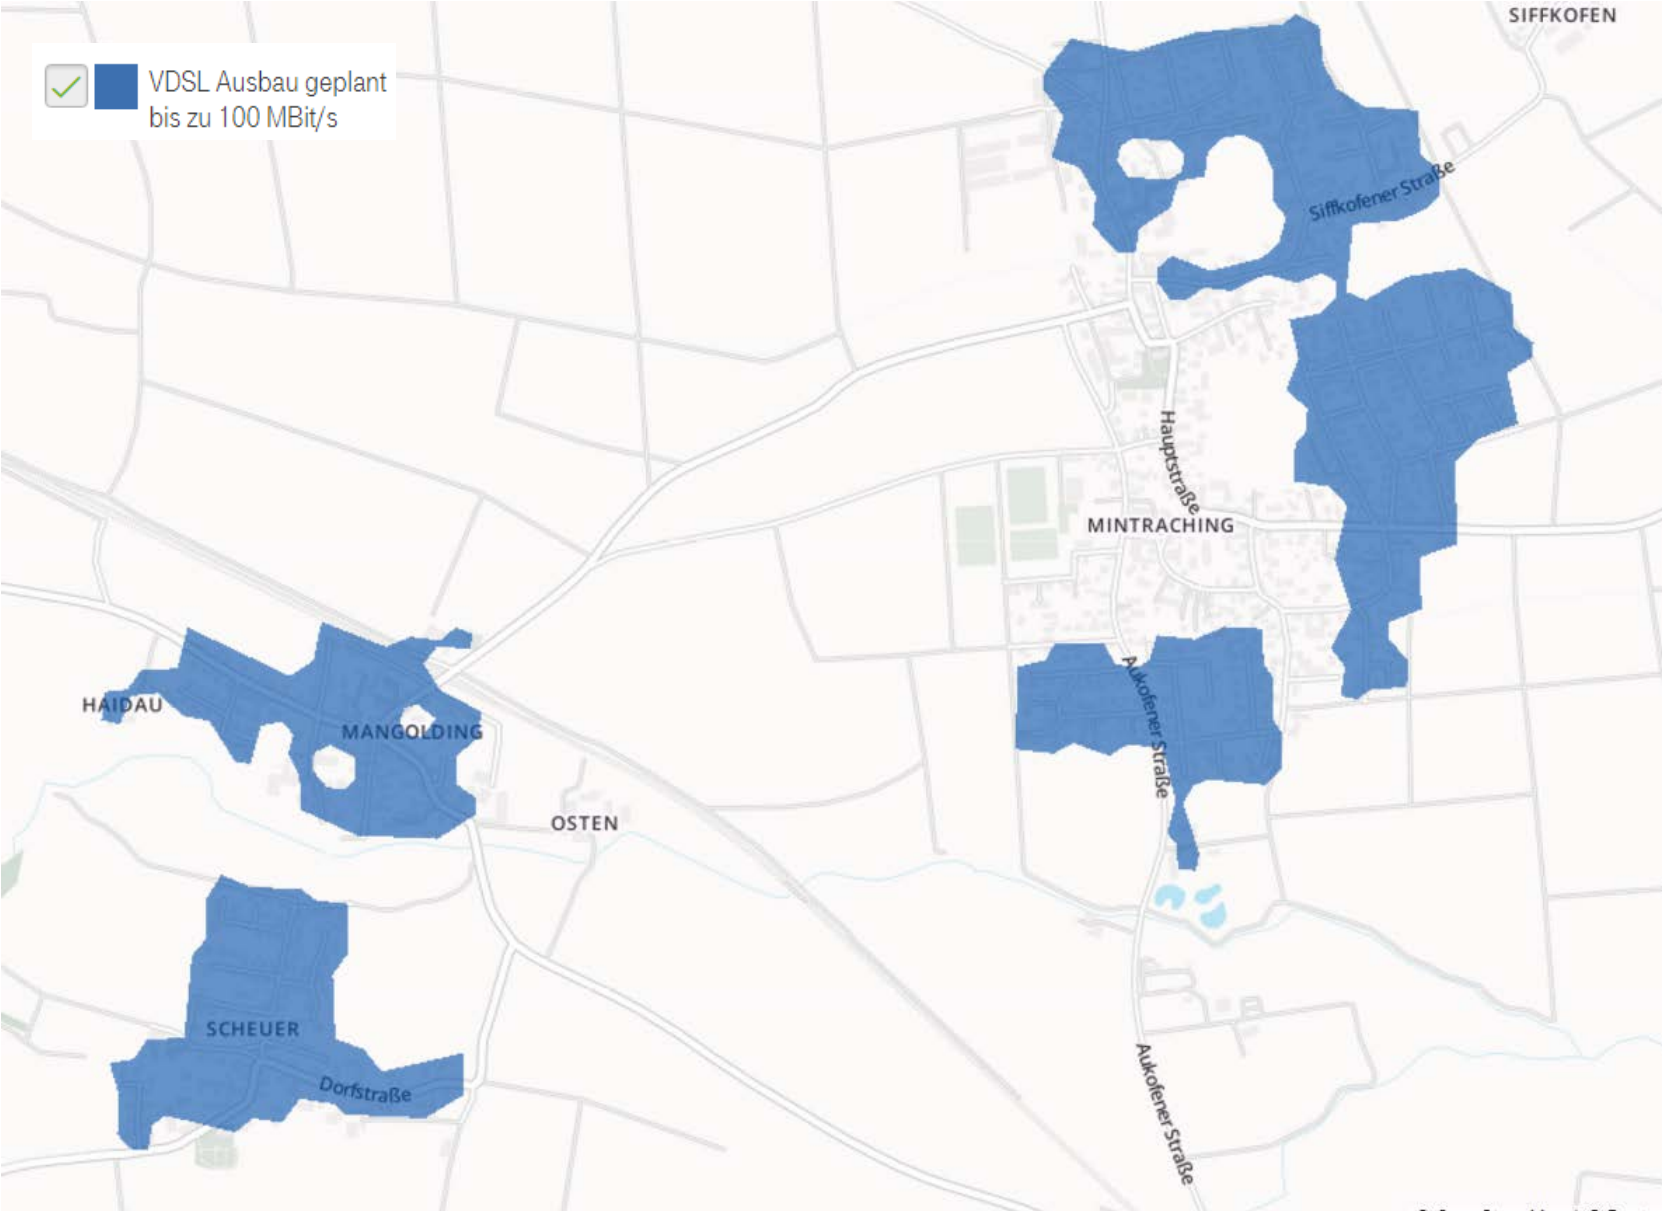 SIFFKOFEN
VDSL Ausbau geplant
bis zu 100 MBit/s
Siffkofener Straße
Hauptstraße
MINTRACHING
Aukofener Straße
HAIDAU
MANGOLDING
OSTEN
SCHEUER
Dorfstraße
Aukofener Straße